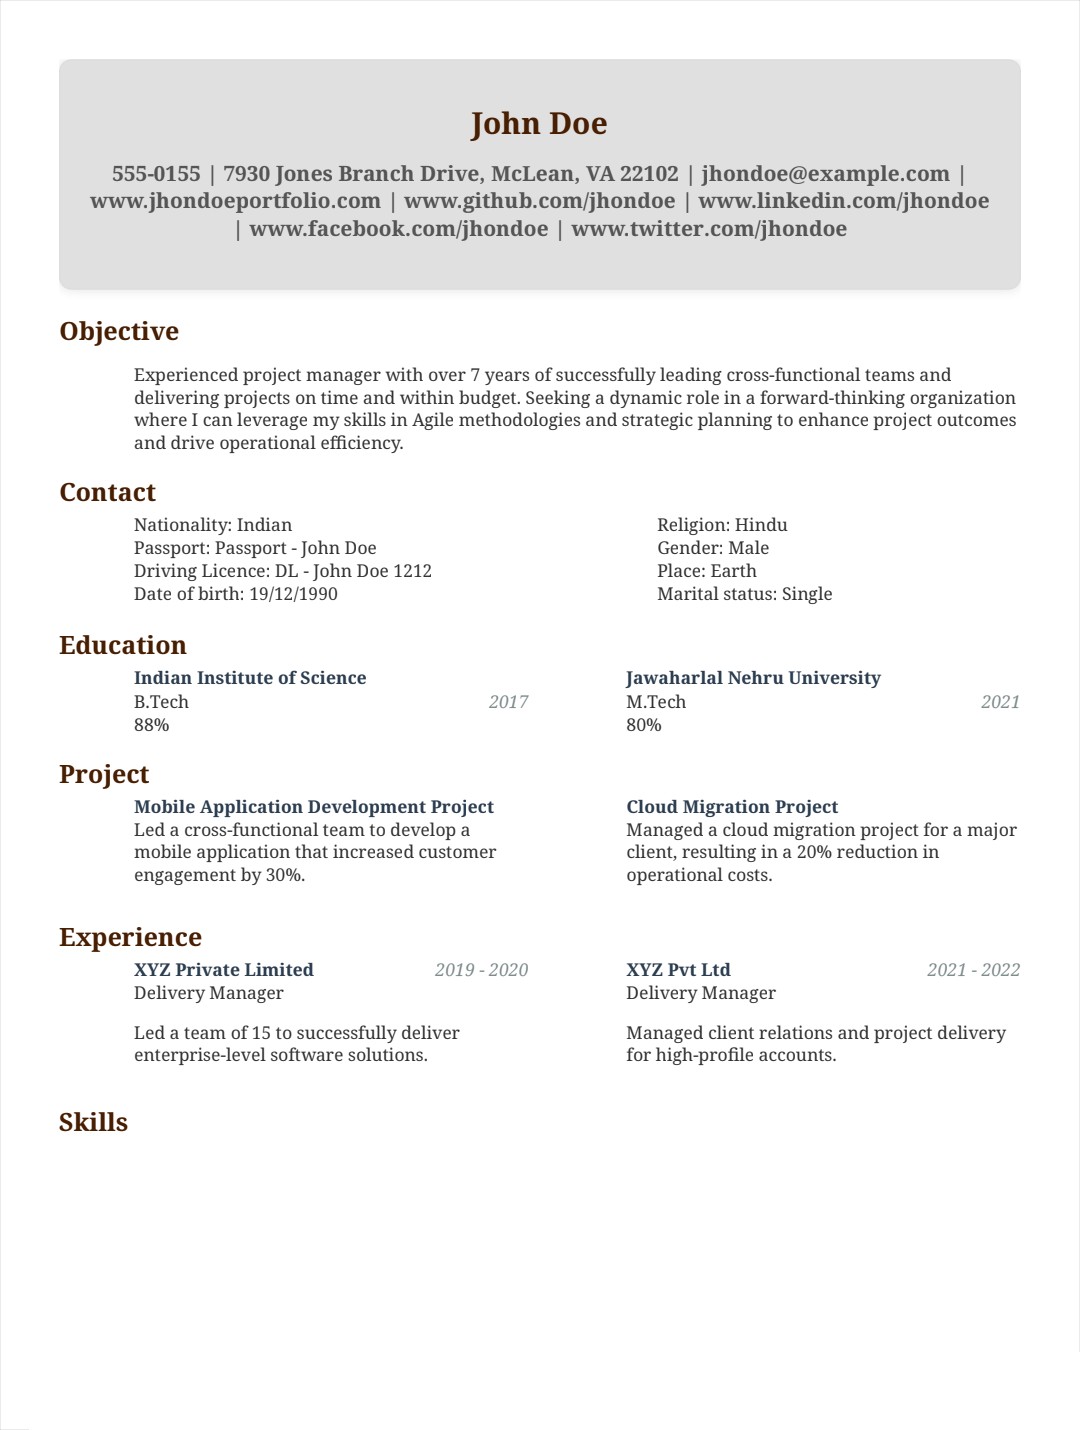 John Doe
555-0155 | 7930 Jones Branch Drive, McLean, VA 22102 | jhondoe@example.com |
www.jhondoeportfolio.com | www.github.com/jhondoe | www.linkedin.com/jhondoe
| www.facebook.com/jhondoe | www.twitter.com/jhondoe
Objective
Experienced project manager with over 7 years of successfully leading cross-functional teams and
delivering projects on time and within budget. Seeking a dynamic role in a forward-thinking organization
where I can leverage my skills in Agile methodologies and strategic planning to enhance project outcomes
and drive operational efficiency.
Contact
Nationality: Indian
Passport: Passport - John Doe
Driving Licence: DL - John Doe 1212
Date of birth: 19/12/1990
Religion: Hindu
Gender: Male
Place: Earth
Marital status: Single
Education
Indian Institute of Science
B.Tech 2017
88%
Jawaharlal Nehru University
M.Tech 2021
80%
Project
Mobile Application Development Project
Led a cross-functional team to develop a
mobile application that increased customer
engagement by 30%.
Cloud Migration Project
Managed a cloud migration project for a major
client, resulting in a 20% reduction in
operational costs.
Experience
XYZ Private Limited 2019 - 2020
Delivery Manager
Led a team of 15 to successfully deliver
enterprise-level software solutions.
XYZ Pvt Ltd 2021 - 2022
Delivery Manager
Managed client relations and project delivery
for high-profile accounts.
Skills